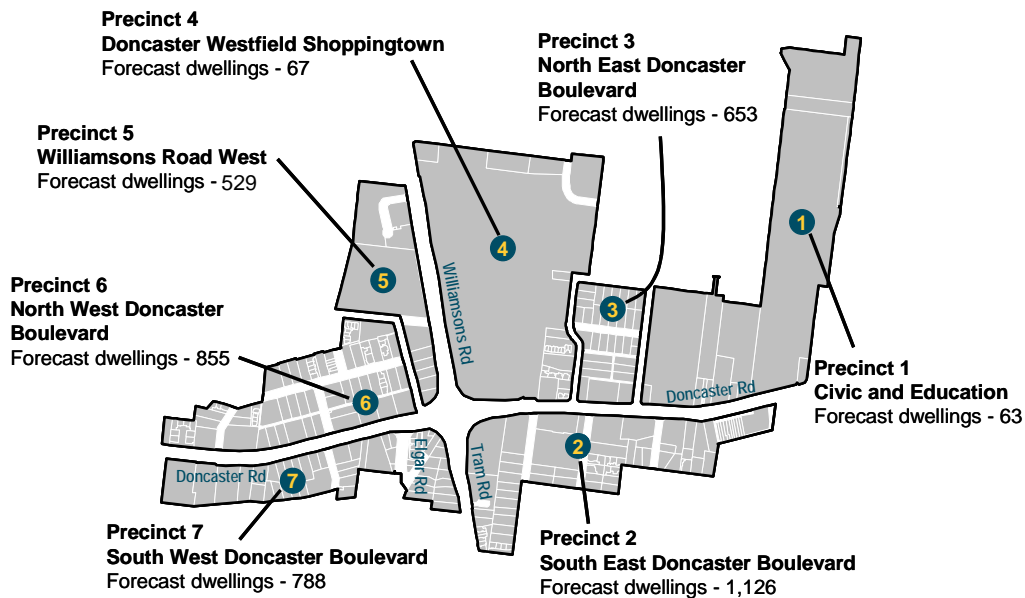 Precinct 4
Doncaster Westfield Shoppingtown
Forecast dwellings - 67
Precinct 3
North East Doncaster
Boulevard
Forecast dwellings - 653
Precinct 5
Williamsons Road West
Forecast dwellings - 529
1
4
5
Williamsons Rd
Precinct 6
North West Doncaster
Boulevard
Forecast dwellings - 855
3
Precinct 1
Civic and Education
Forecast dwellings - 63
Doncaster Rd
6
2
Elgar Rd
Tram Rd
Doncaster Rd
7
Precinct 7
South West Doncaster Boulevard
Forecast dwellings - 788
Precinct 2
South East Doncaster Boulevard
Forecast dwellings - 1,126